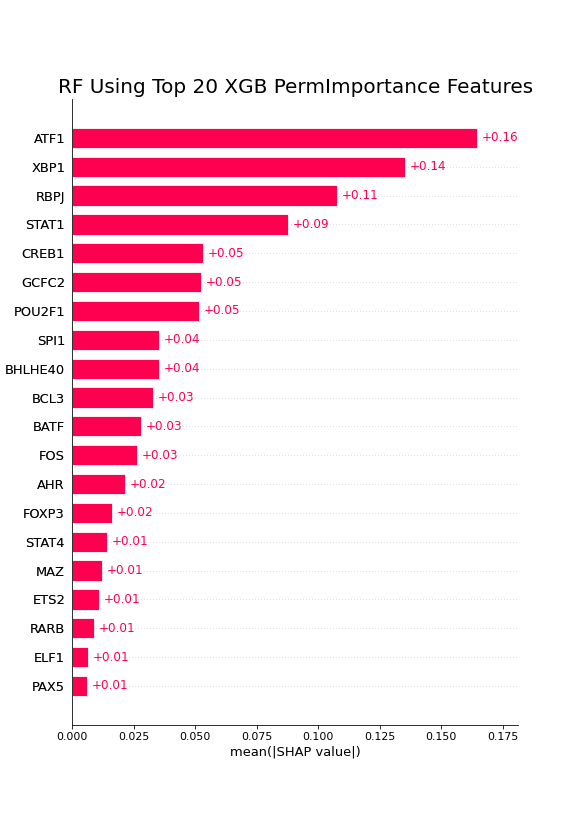 RF Using Top 20 XGB PermImportance Features
ATF1 +0.16
XBP1 +0.14
RBPJ +0.11
STAT1 +0.09
CREB1 +0.05
GCFC2 +0.05
POU2F1 +0.05
SPI1 +0.04
BHLHE40 +0.04
BCL3 +0.03
BATF +0.03
FOS +0.03
AHR +0.02
FOXP3 +0.02
STAT4 +0.01
MAZ +0.01
ETS2 +0.01
RARB +0.01
ELF1 +0.01
PAX5 +0.01
0.000 0.025 0.050 0.075 0.100 0.125 0.150 0.175
mean(|SHAP value|)